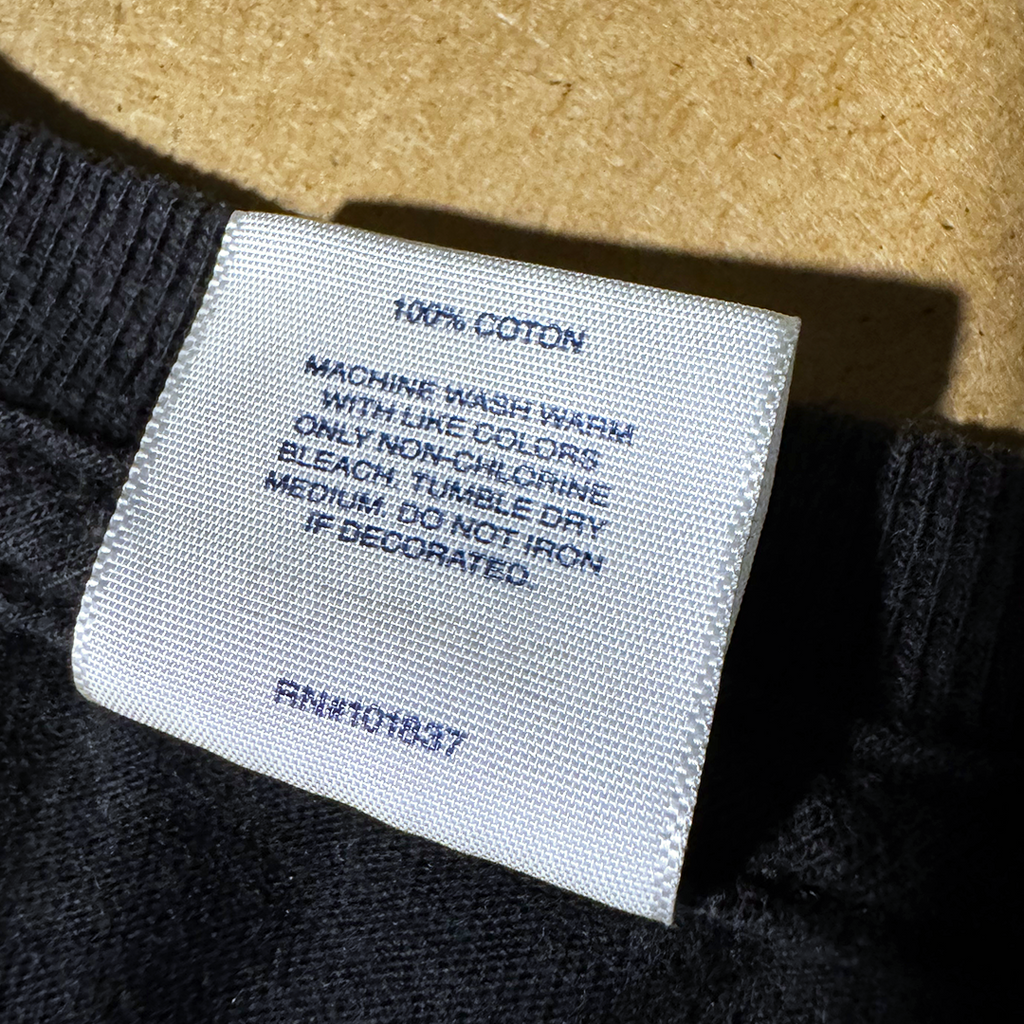 100% COTON
MACHINE WASH WARM
WITH LIKE COLORS
ONLY NON-CHLORINE
BLEACH, TUMBLE DRY
MEDIUM. DO NOT IRON
IF DECORATED.
RN#101837